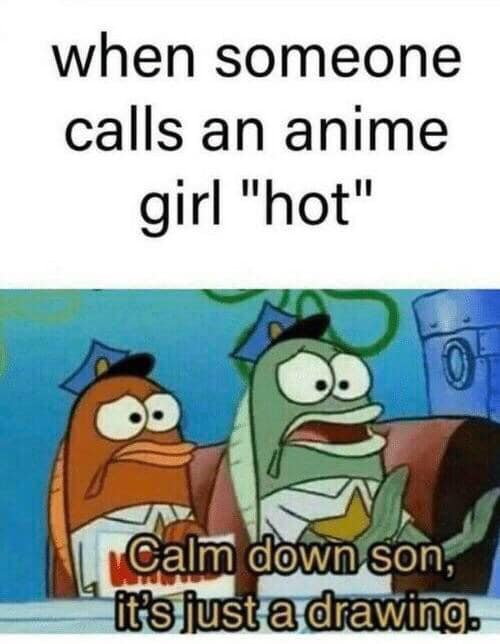 when someone
calls an anime
girl "hot"
Calm down son,
it's just a drawing.